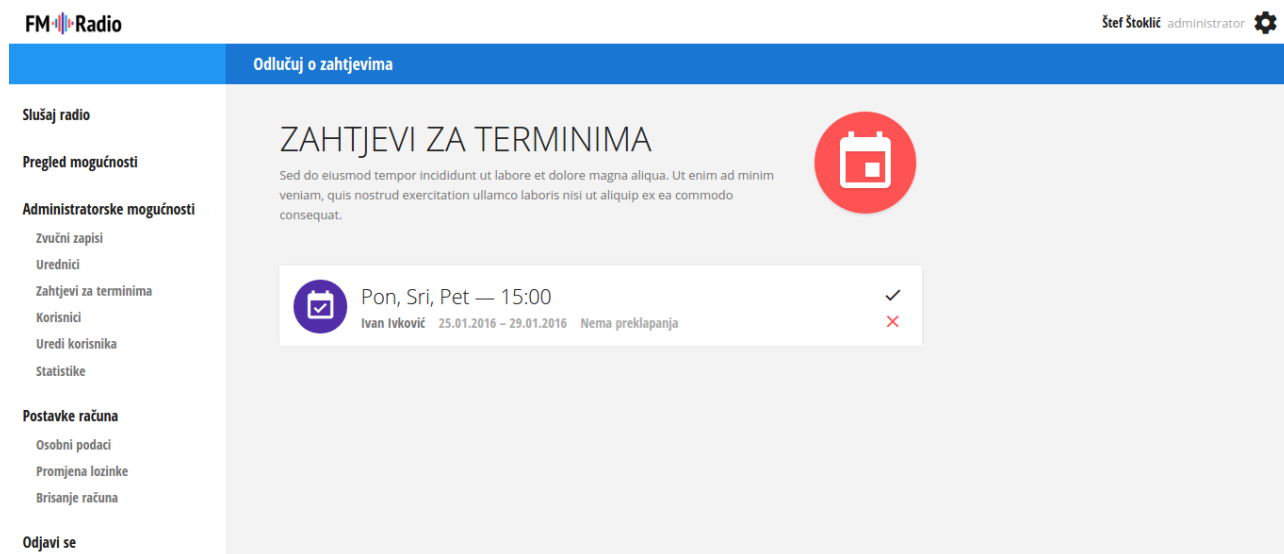 FM Radio
Štef Štoklić administrator
Odlučuj o zahtjevima
Slušaj radio
Pregled mogućnosti
Administratorske mogućnosti
Zvučni zapisi
Urednici
Zahtjevi za terminima
Korisnici
Uredi korisnika
Statistike
Postavke računa
Osobni podaci
Promjena lozinke
Brisanje računa
Odjavi se
ZAHTJEVI ZA TERMINIMA
Sed do eiusmod tempor incididunt ut labore et dolore magna aliqua. Ut enim ad minim
veniam, quis nostrud exercitation ullamco laboris nisi ut aliquip ex ea commodo
consequat.
Pon, Sri, Pet — 15:00
Ivan Ivković 25.01.2016 – 29.01.2016 Nema preklapanja